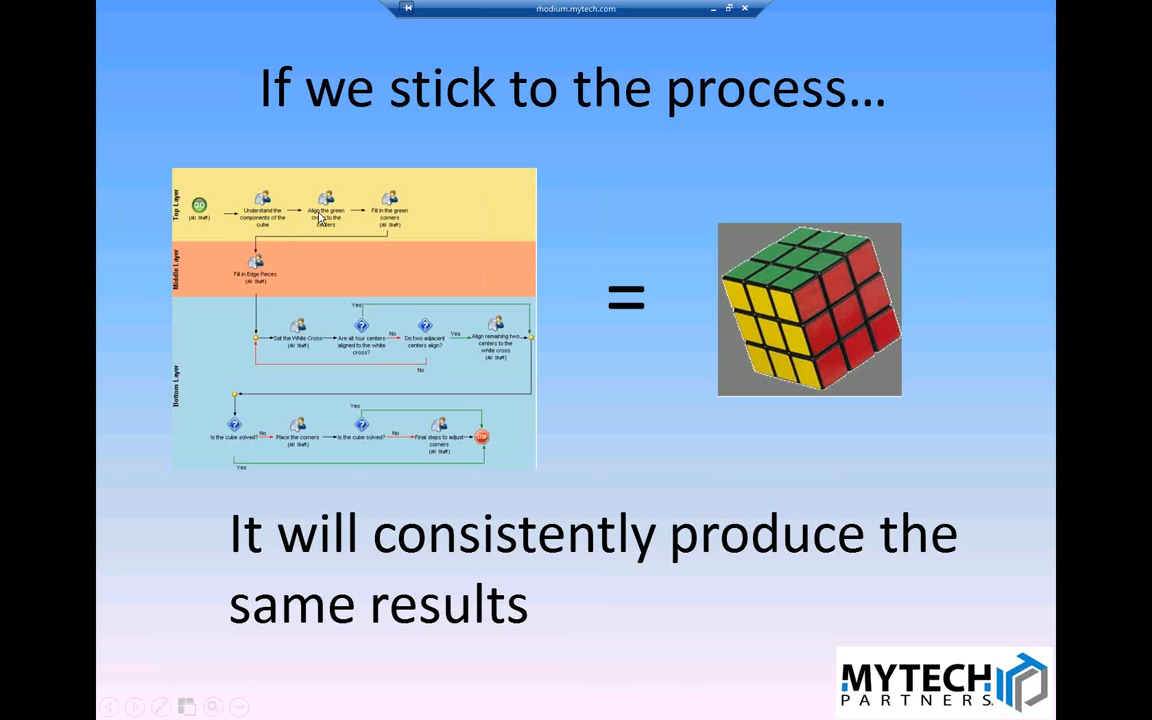 rhodium.mytech.com
If we stick to the process...
Top Layer
GO
(All Staff)
Understand the
components of the
cube
Align the green
cross to the
centers
Fill in the green
corners
(All Staff)
Middle Layer
Fill in Edge Pieces
(All Staff)
Bottom Layer
Set the White Cross
(All Staff)
Yes
Are all four centers
aligned to the white
cross?
No
Do two adjacent
centers align?
Yes
No
Align remaining two
centers to the
white cross
(All Staff)
Is the cube solved?
No
Place the corners
(All Staff)
Yes
Is the cube solved?
No
Final steps to adjust
corners
(All Staff)
STOP
Yes
=
It will consistently produce the
same results
MYTECH
PARTNERS